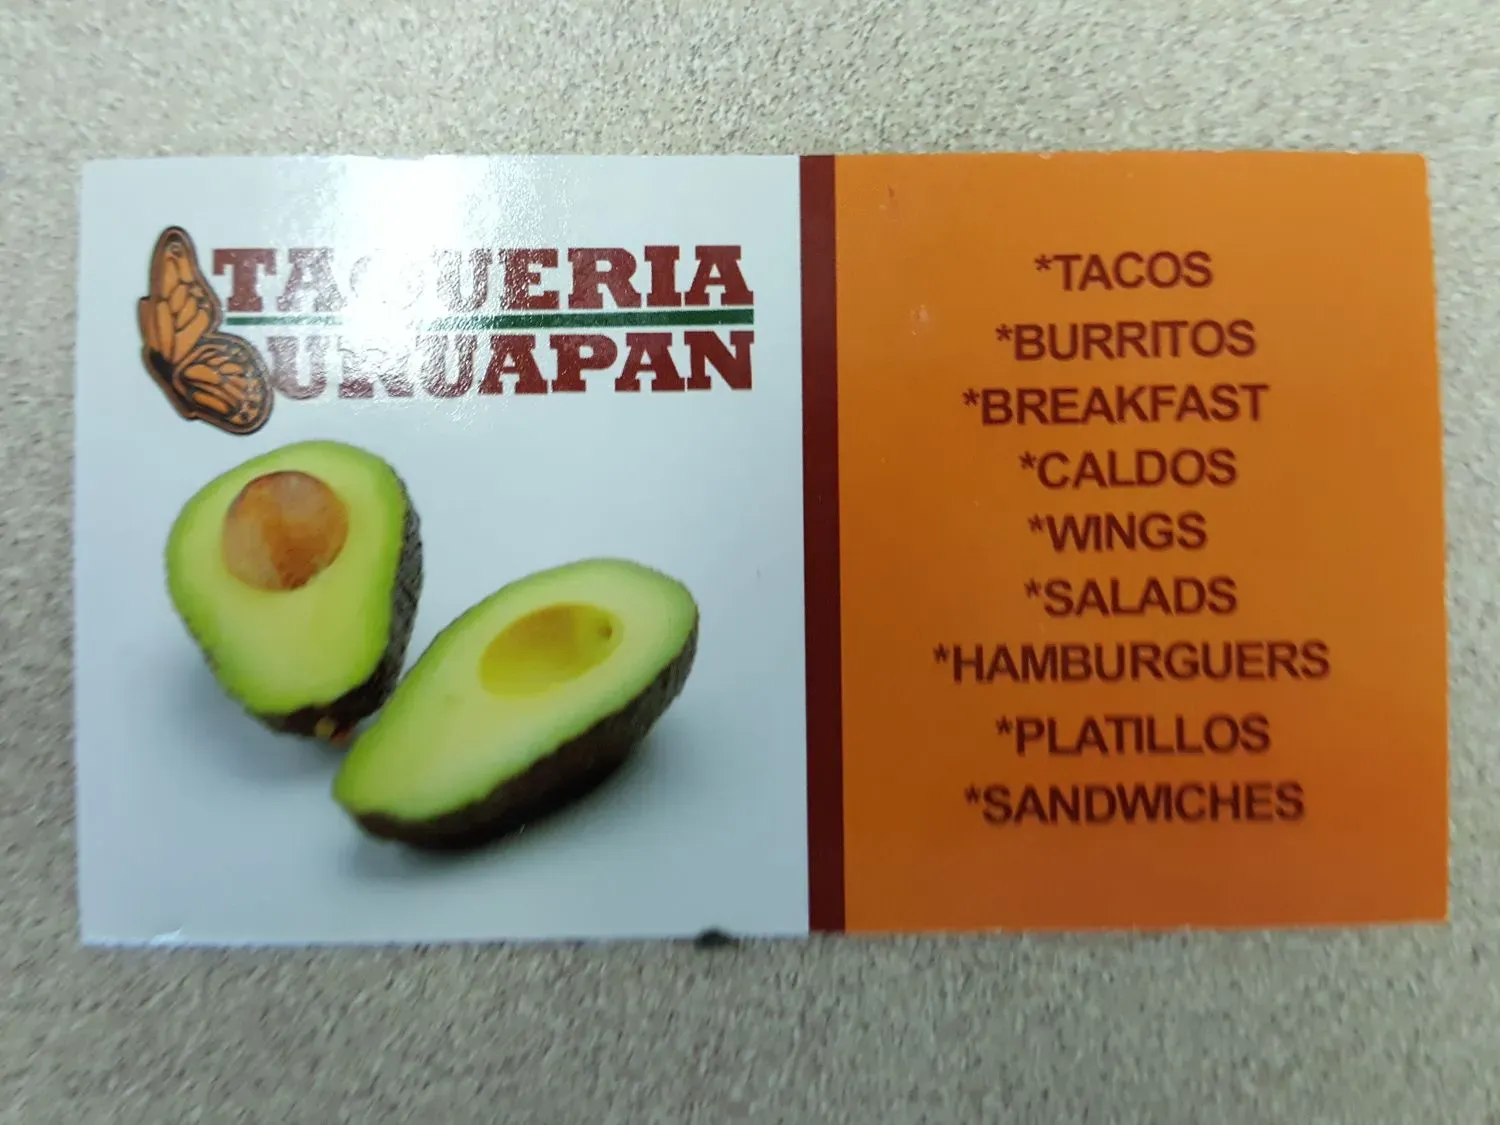 TAQUERIA
URUAPAN
*TACOS
*BURRITOS
*BREAKFAST
*CALDOS
*WINGS
*SALADS
*HAMBURGUERS
*PLATILLOS
*SANDWICHES